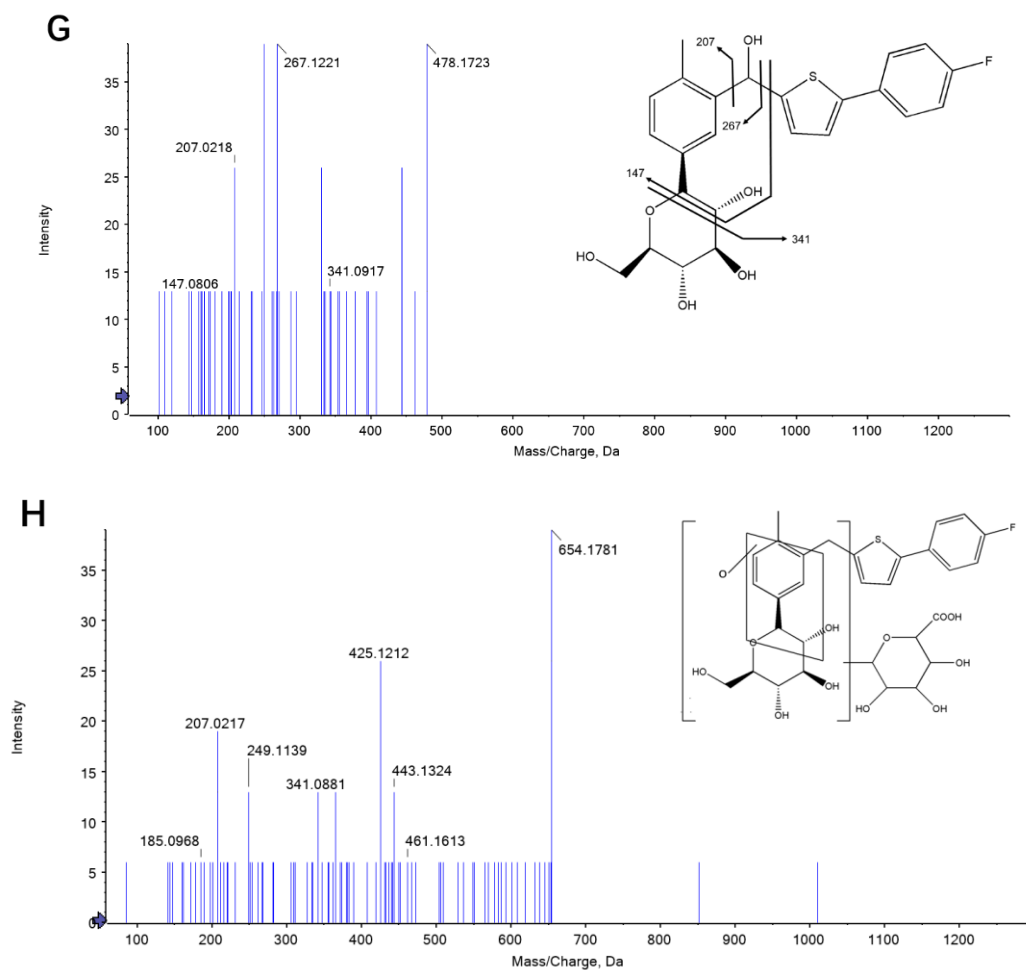 G
35
30
25
20
15
10
5
0
Intensity
267.1221
478.1723
207.0218
147.0806
341.0917
207
OH
S
F
267
147
OH
O
341
HO
OH
OH
100 200 300 400 500 600 700 800 900 1000 1100 1200
Mass/Charge, Da
H
35
30
25
20
15
10
5
0
Intensity
654.1781
425.1212
207.0217
249.1139
341.0881
443.1324
185.0968
461.1613
F
S
O
OH
O
COOH
O
HO
OH
OH
OH
HO
OH
100 200 300 400 500 600 700 800 900 1000 1100 1200
Mass/Charge, Da